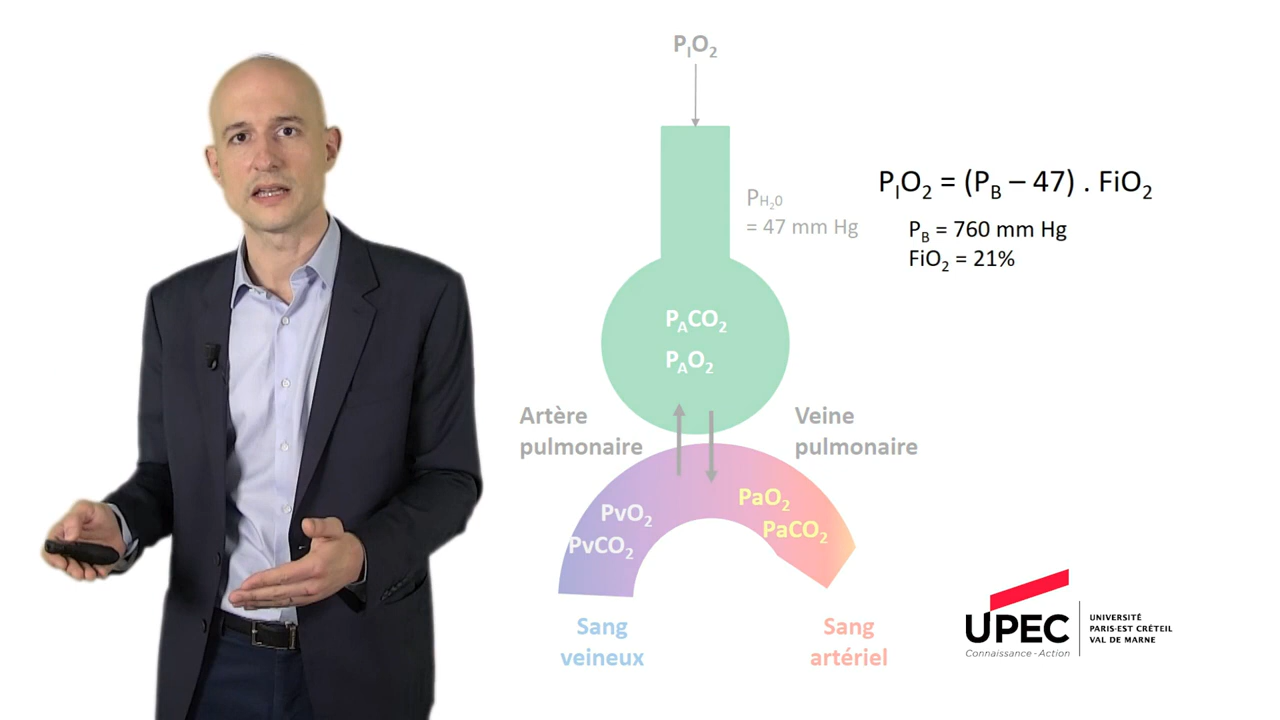 PIO2
PH20
= 47 mm Hg
PIO2 = (PB – 47) . FiO2
PB = 760 mm Hg
FiO2 = 21%
PACO2
PAO2
Artère
pulmonaire
Veine
pulmonaire
PvO2
PvCO2
PaO2
PaCO2
Sang
veineux
Sang
artériel
UPEC
Connaissance - Action
UNIVERSITÉ
PARIS-EST CRÉTEIL
VAL DE MARNE